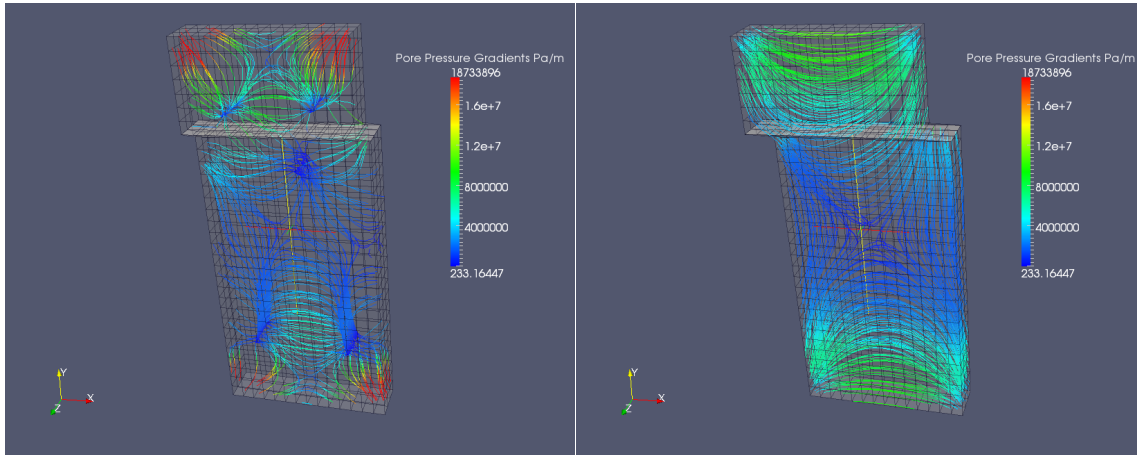 Pore Pressure Gradients Pa/m
18733896
1.6e+7
1.2e+7
8000000
4000000
233.16447
Y
X
Z
Pore Pressure Gradients Pa/m
18733896
1.6e+7
1.2e+7
8000000
4000000
233.16447
Y
X
Z